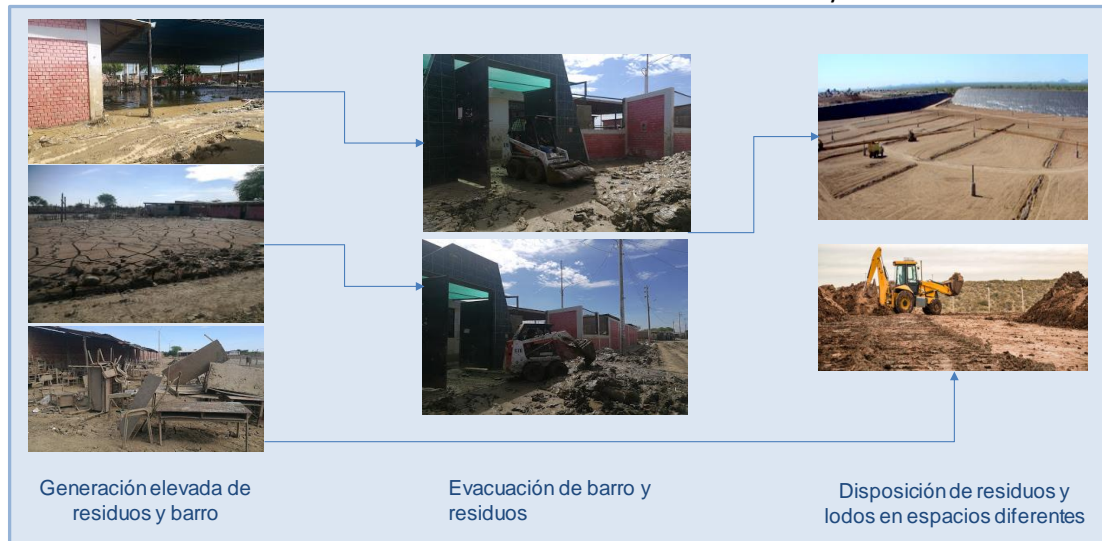 Generación elevada de
residuos y barro
Evacuación de barro y
residuos
Disposición de residuos y
lodos en espacios diferentes